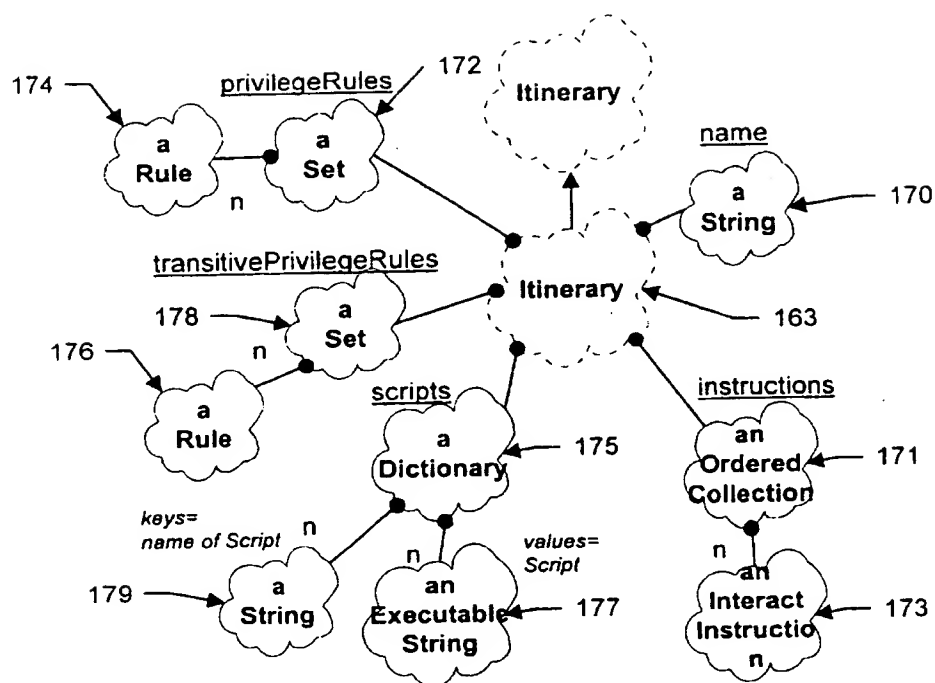 174
privilegeRules
172
a
Rule
n
a
Set
Itinerary
name
a
String
170
transitivePrivilegeRules
178
a
Set
Itinerary
163
176
n
a
Rule
scripts
a
Dictionary
175
instructions
an
Ordered
Collection
171
keys=
name of Script
n
179
a
String
n
values=
Script
an
Executable
String
177
n
an
Interact
Instructio
n
173